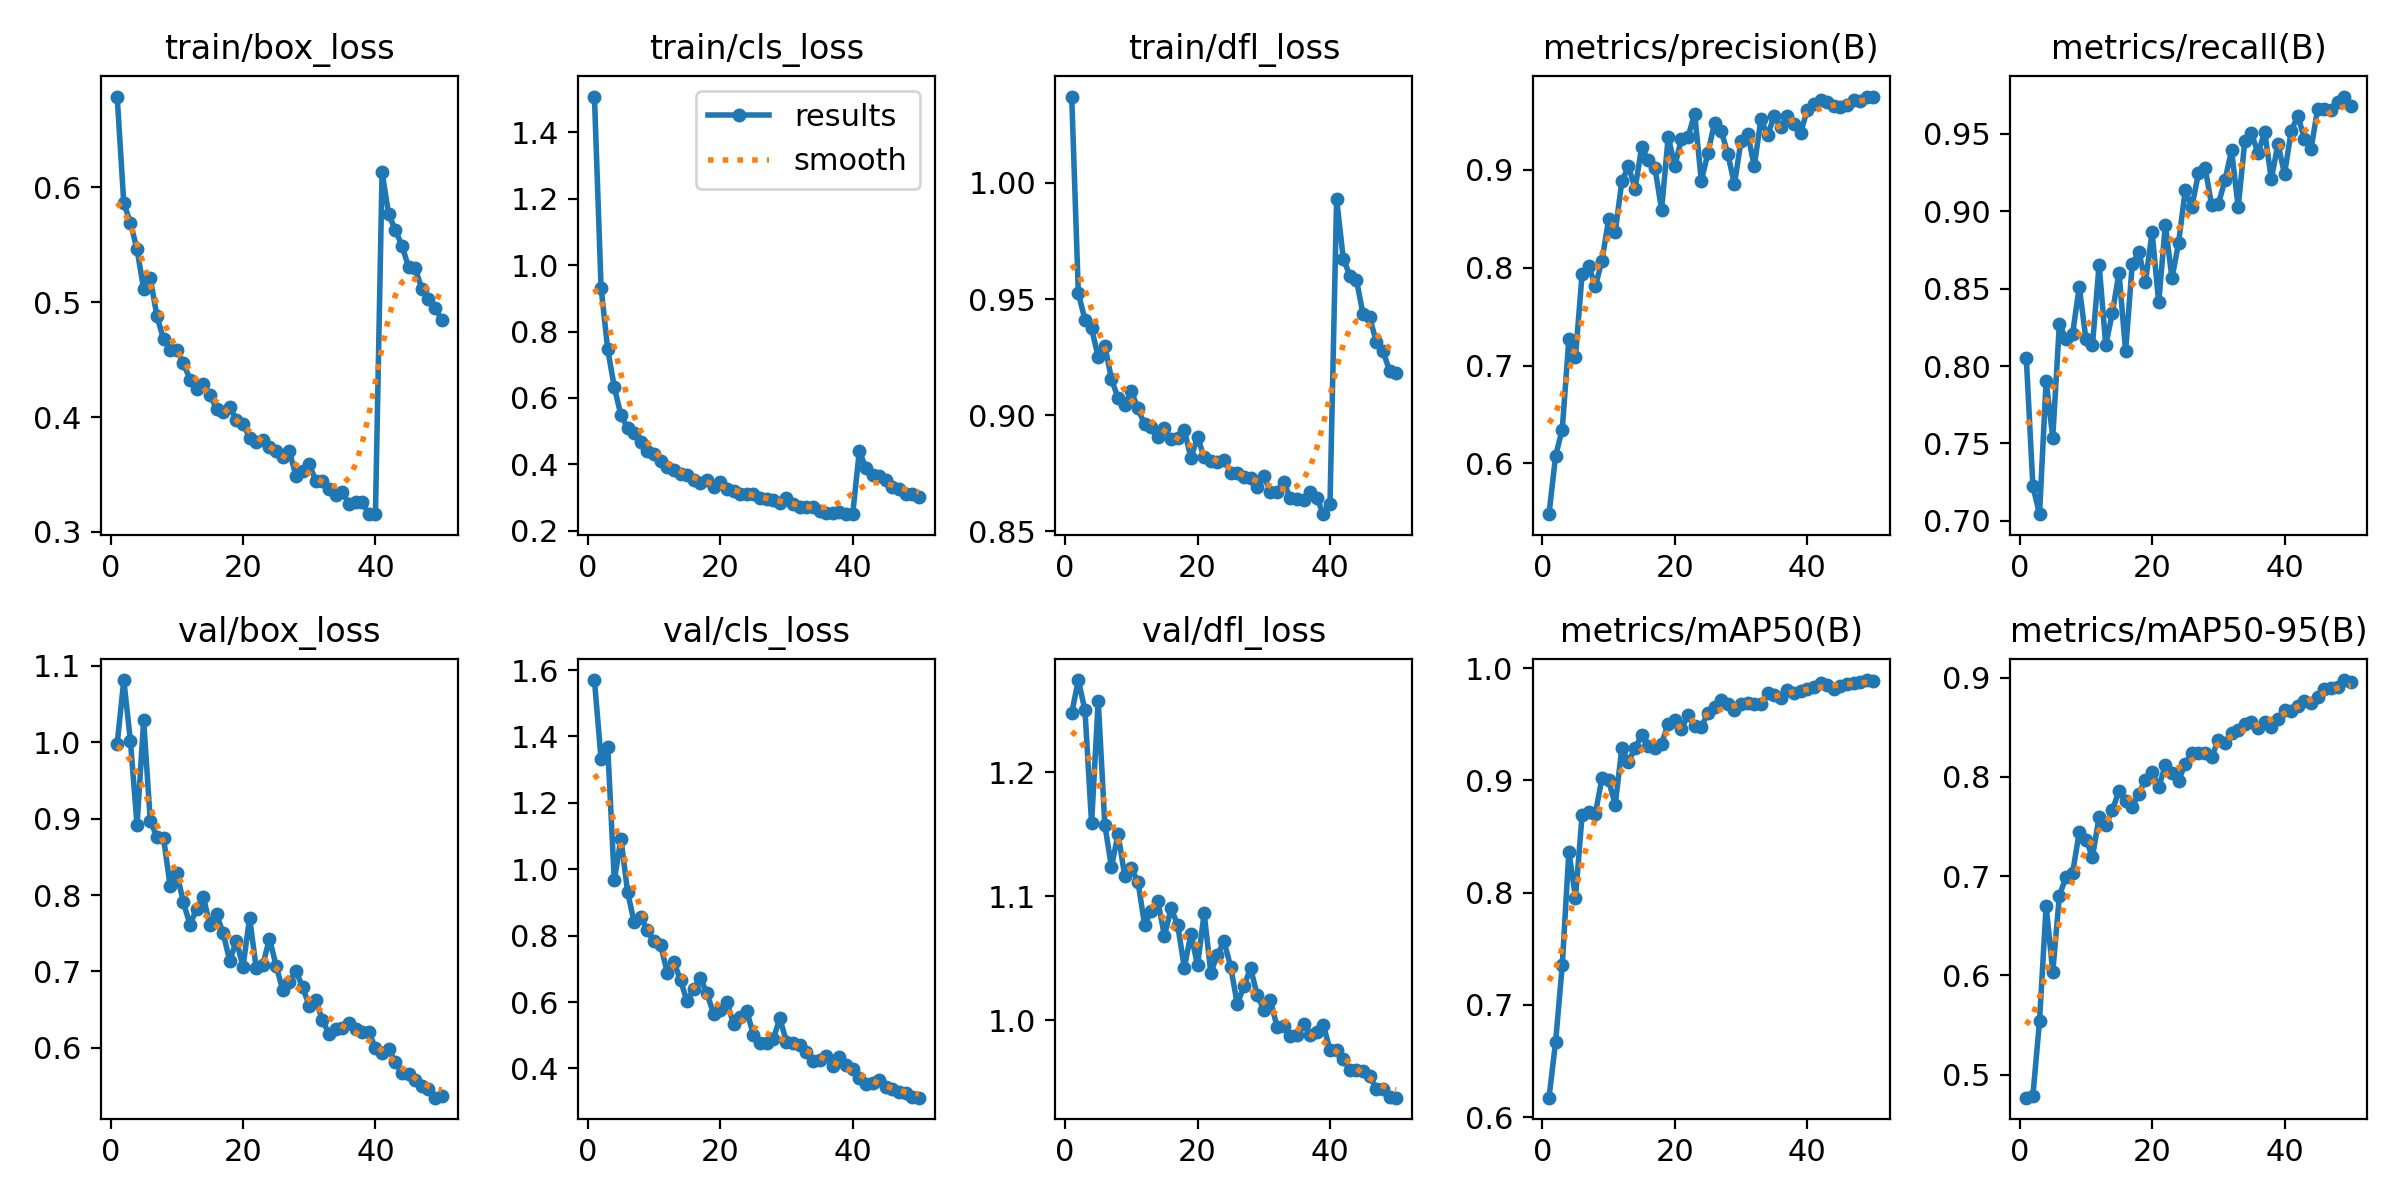 train/box_loss
0.6
0.5
0.4
0.3
0 20 40
train/cls_loss
results
smooth
1.4
1.2
1.0
0.8
0.6
0.4
0.2
0 20 40
train/dfl_loss
1.00
0.95
0.90
0.85
0 20 40
metrics/precision(B)
0.9
0.8
0.7
0.6
0 20 40
metrics/recall(B)
0.95
0.90
0.85
0.80
0.75
0.70
0 20 40
val/box_loss
1.1
1.0
0.9
0.8
0.7
0.6
0 20 40
val/cls_loss
1.6
1.4
1.2
1.0
0.8
0.6
0.4
0 20 40
val/dfl_loss
1.2
1.1
1.0
0 20 40
metrics/mAP50(B)
1.0
0.9
0.8
0.7
0.6
0 20 40
metrics/mAP50-95(B)
0.9
0.8
0.7
0.6
0.5
0 20 40